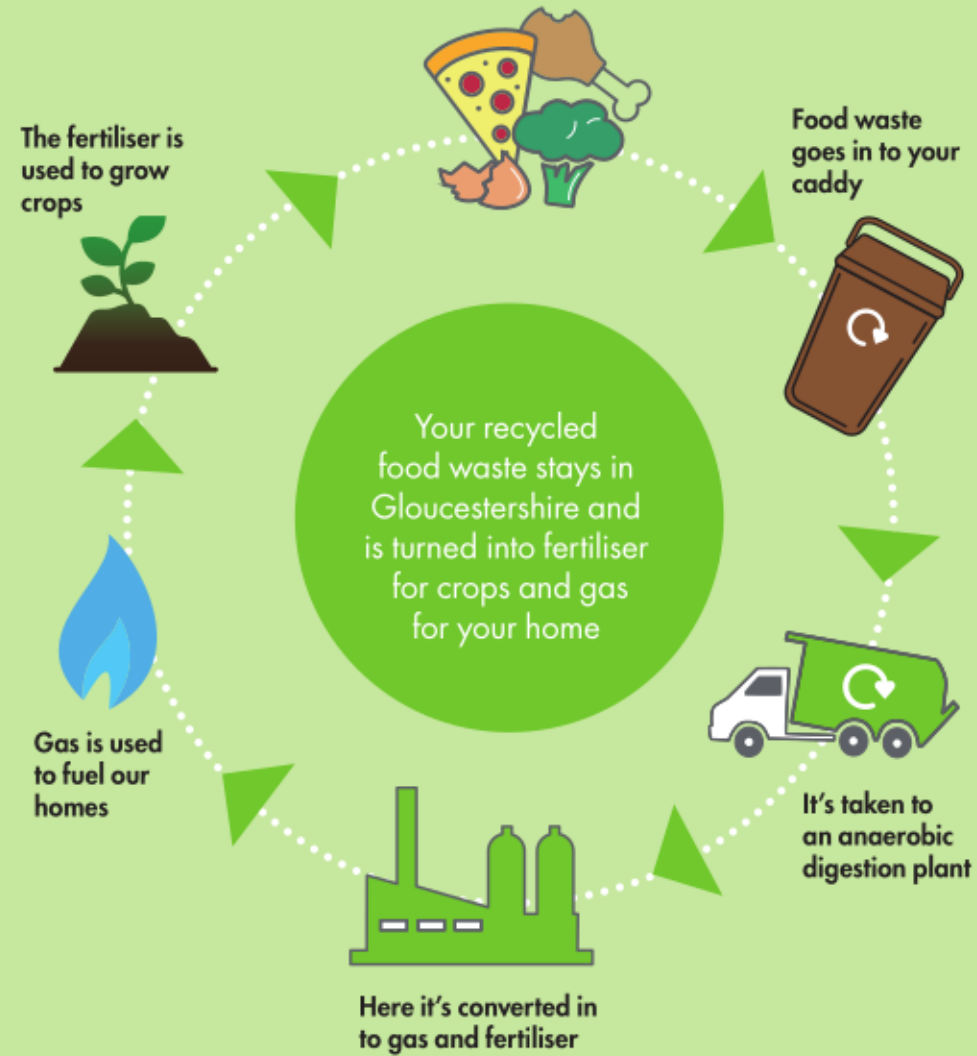 Food waste
goes in to your
caddy
It's taken to
an anaerobic
digestion plant
Here it's converted in
to gas and fertiliser
Gas is used
to fuel our
homes
The fertiliser is
used to grow
crops
Your recycled
food waste stays in
Gloucestershire and
is turned into fertiliser
for crops and gas
for your home